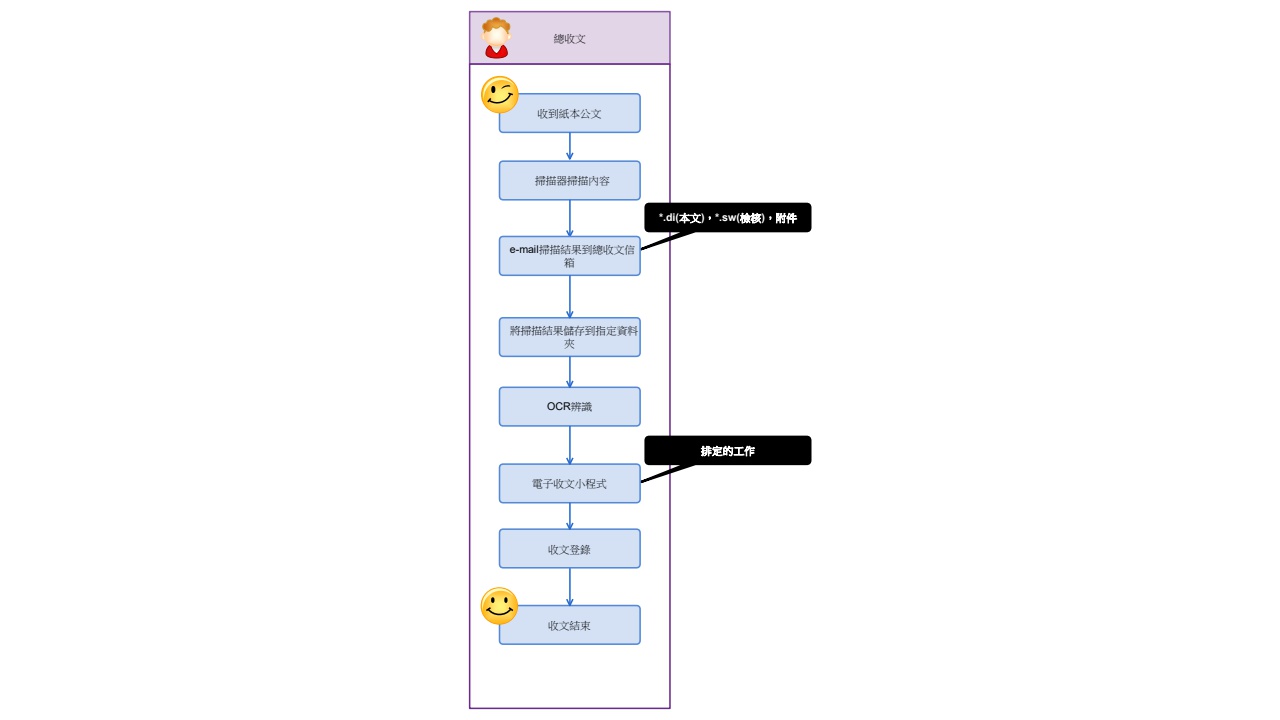 總收文
收到紙本公文
掃描器掃描內容
*.di(本文)，*.sw(檢核)，附件
e-mail掃描結果到總收文信
箱
將掃描結果儲存到指定資料
夾
OCR辨識
排定的工作
電子收文小程式
收文登錄
收文結束